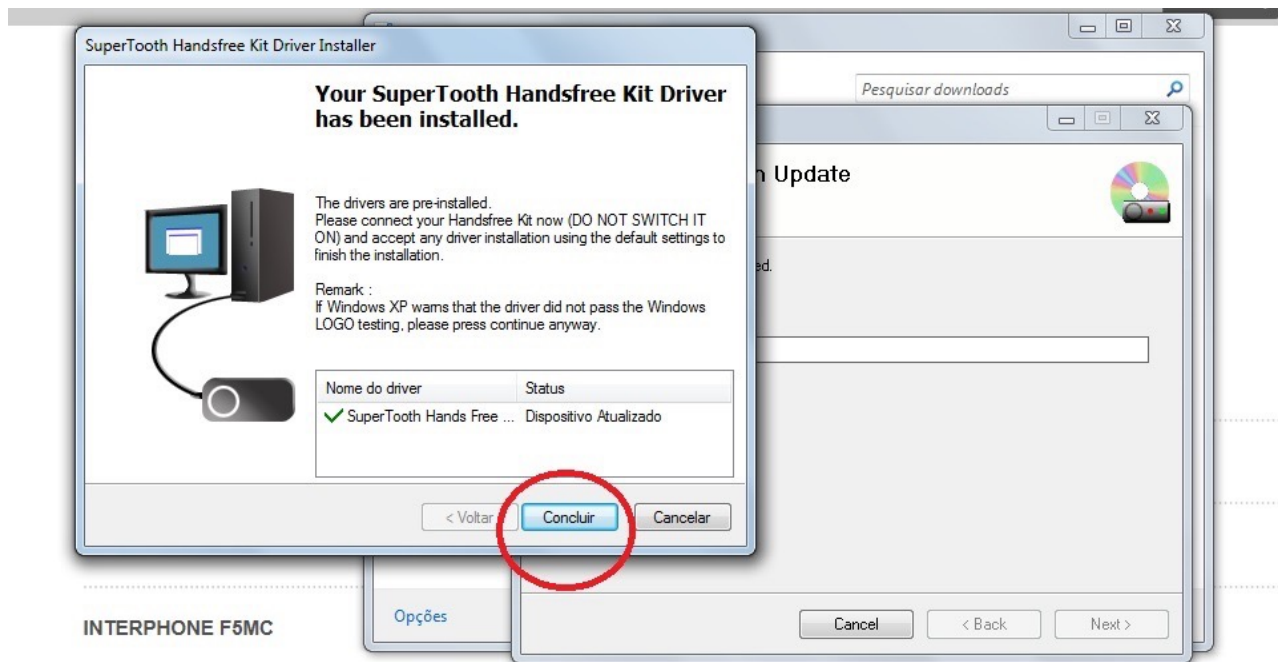 SuperTooth Handsfree Kit Driver Installer
Your SuperTooth Handsfree Kit Driver
has been installed.
The drivers are pre-installed.
Please connect your Handsfree Kit now (DO NOT SWITCH IT
ON) and accept any driver installation using the default settings to
finish the installation.
Remark :
If Windows XP warns that the driver did not pass the Windows
LOGO testing, please press continue anyway.
Nome do driver Status
SuperTooth Hands Free ... Dispositivo Atualizado
< Voltar Concluir Cancelar
Pesquisar downloads
Update
Opções
Cancel < Back Next >
INTERPHONE F5MC